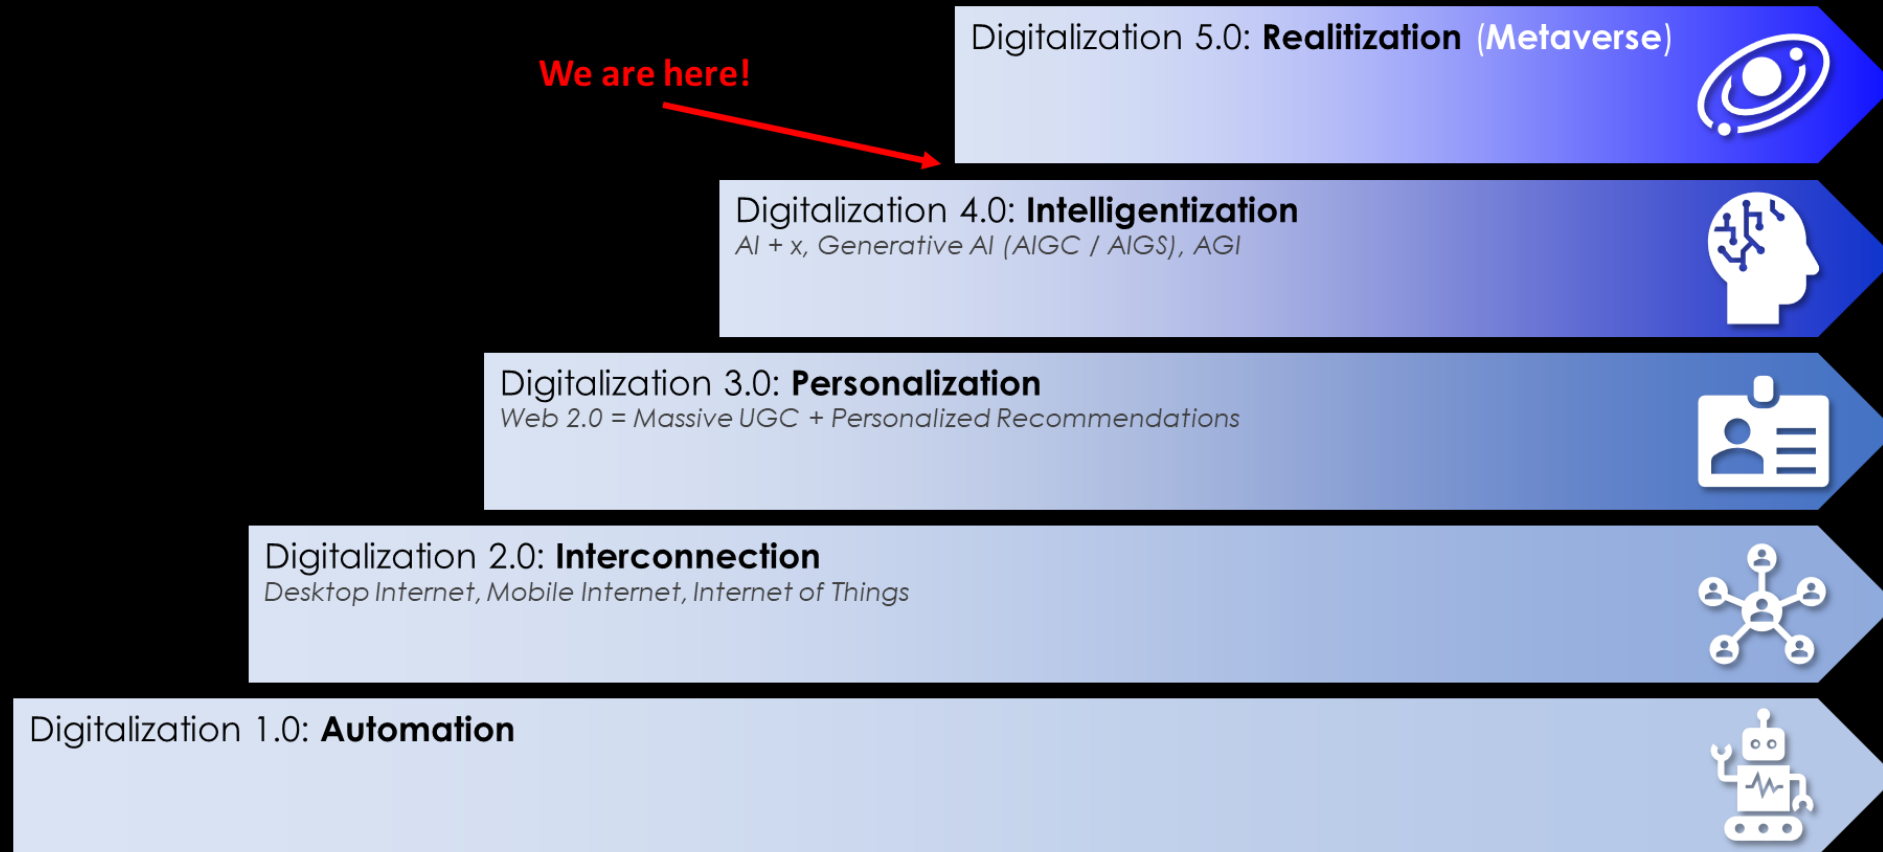 Digitalization 5.0: Realitization (Metaverse)
We are here!
Digitalization 4.0: Intelligentization
AI + x, Generative AI (AIGC / AIGS), AGI
Digitalization 3.0: Personalization
Web 2.0 = Massive UGC + Personalized Recommendations
Digitalization 2.0: Interconnection
Desktop Internet, Mobile Internet, Internet of Things
Digitalization 1.0: Automation